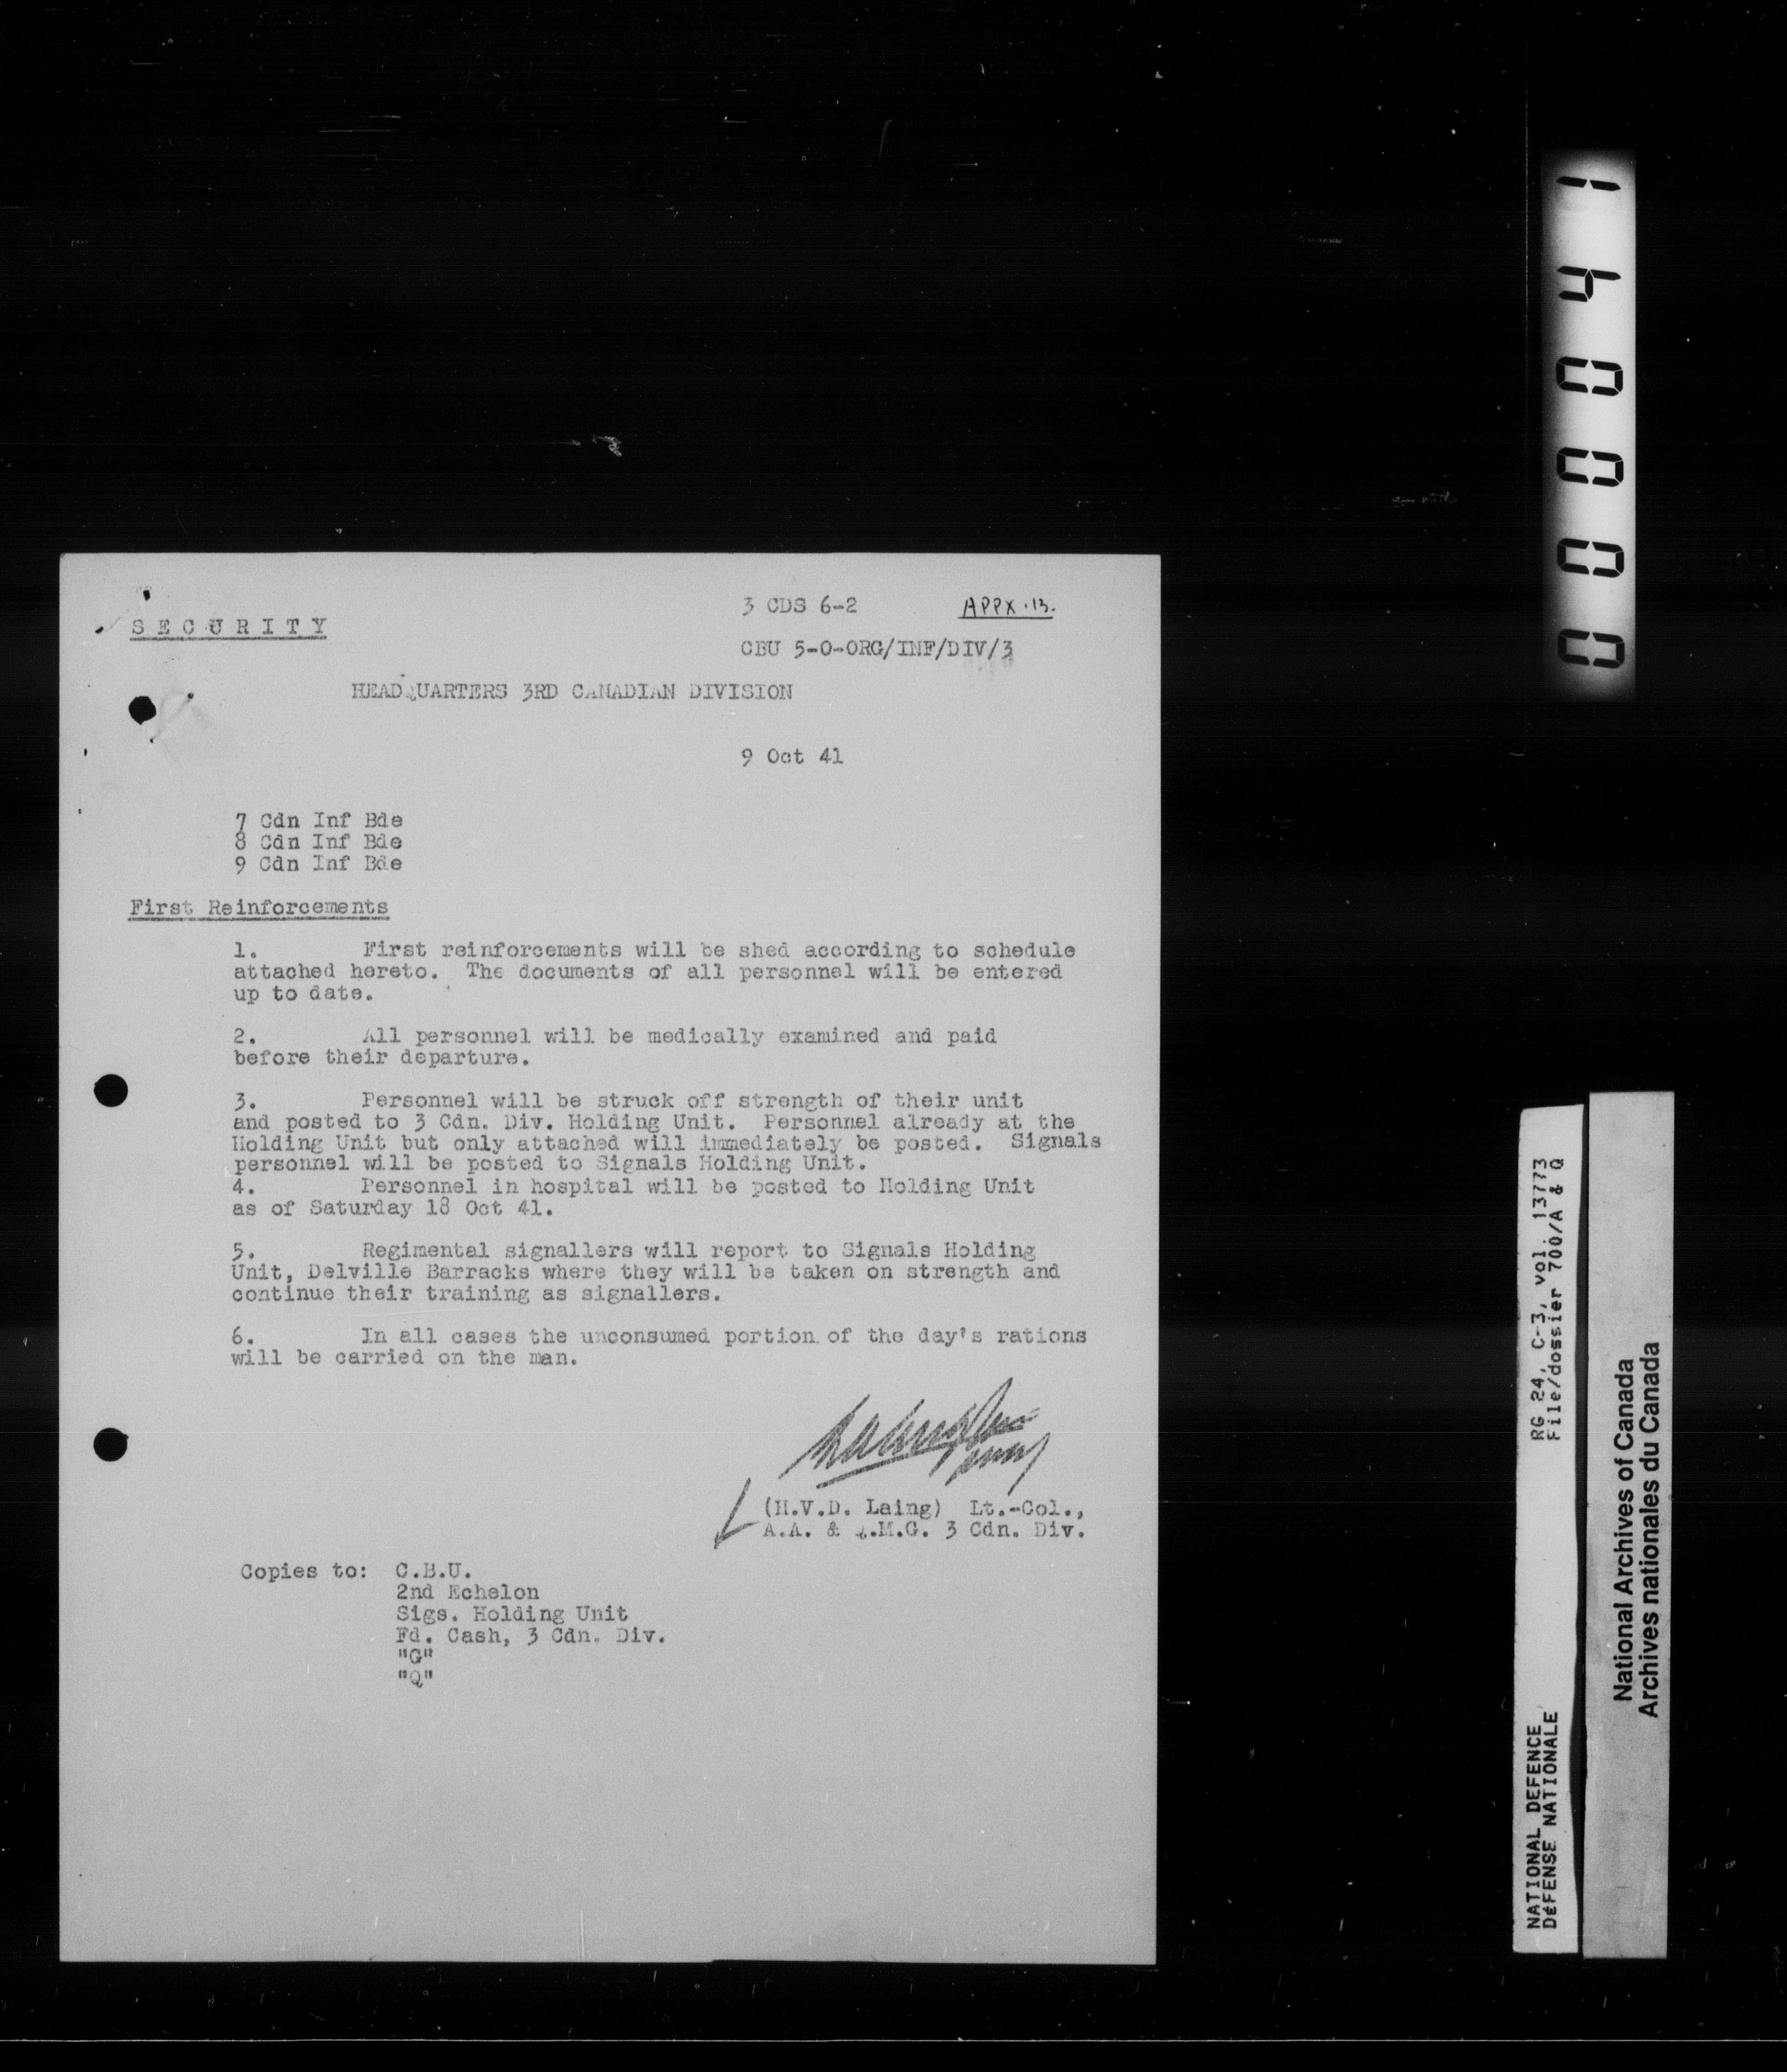 3 CDS 6-2 APPX.13.
SECURITY
CBU 5-0-ORG/INF/DIV/3
HEADQUARTERS 3RD CANADIAN DIVISION
9 Oct 41
7 Cdn Inf Bde
8 Cdn Inf Bde
9 Cdn Inf Bde
First Reinforcements
1. First reinforcements will be shed according to schedule
attached hereto. The documents of all personnel will be entered
up to date.
2. All personnel will be medically examined and paid
before their departure.
3. Personnel will be struck off strength of their unit
and posted to 3 Cdn. Div. Holding Unit. Personnel already at the
Holding Unit but only attached will immediately be posted. Signals
personnel will be posted to Signals Holding Unit.
4. Personnel in hospital will be posted to Holding Unit
as of Saturday 18 Oct 41.
5. Regimental signallers will report to Signals Holding
Unit, Delville Barracks where they will be taken on strength and
continue their training as signallers.
6. In all cases the unconsumed portion of the day's rations
will be carried on the man.
(H.V.D. Laing) Lt.-Col.,
A.A. & Q.M.G. 3 Cdn. Div.
Copies to: C.B.U.
2nd Echelon
Sigs. Holding Unit
Fd. Cash, 3 Cdn. Div.
"G"
"Q"
000041
RG 24, C-3, vol. 13773
File/dossier 700/A & Q
NATIONAL DEFENCE
DéFENSE NATIONALE
National Archives of Canada
Archives nationales du Canada